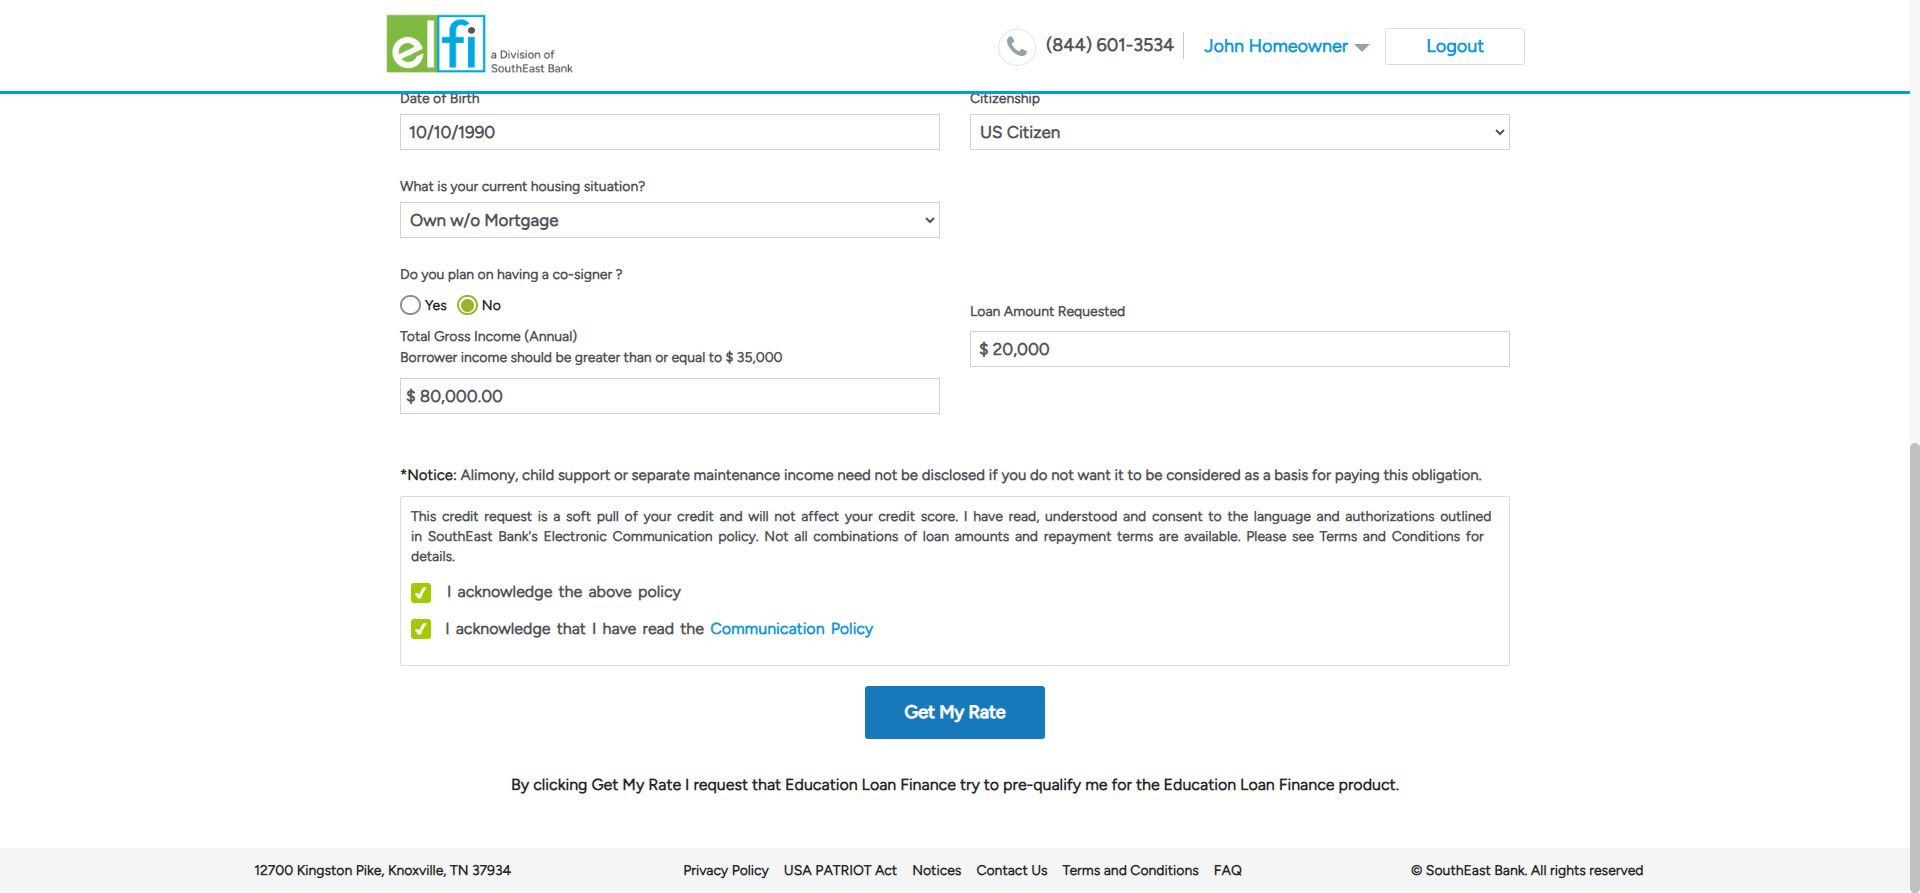 elfi
a Division of
SouthEast Bank
(844) 601-3534
John Homeowner
Logout
Date of Birth
Citizenship
10/10/1990
US Citizen
What is your current housing situation?
Own w/o Mortgage
Do you plan on having a co-signer ?
Yes
No
Total Gross Income (Annual)
Borrower income should be greater than or equal to $ 35,000
$ 80,000.00
Loan Amount Requested
$ 20,000
*Notice: Alimony, child support or separate maintenance income need not be disclosed if you do not want it to be considered as a basis for paying this obligation.
This credit request is a soft pull of your credit and will not affect your credit score. I have read, understood and consent to the language and authorizations outlined
in SouthEast Bank's Electronic Communication policy. Not all combinations of loan amounts and repayment terms are available. Please see Terms and Conditions for
details.
I acknowledge the above policy
I acknowledge that I have read the Communication Policy
Get My Rate
By clicking Get My Rate I request that Education Loan Finance try to pre-qualify me for the Education Loan Finance product.
12700 Kingston Pike, Knoxville, TN 37934
Privacy Policy USA PATRIOT Act Notices Contact Us Terms and Conditions FAQ
© SouthEast Bank. All rights reserved